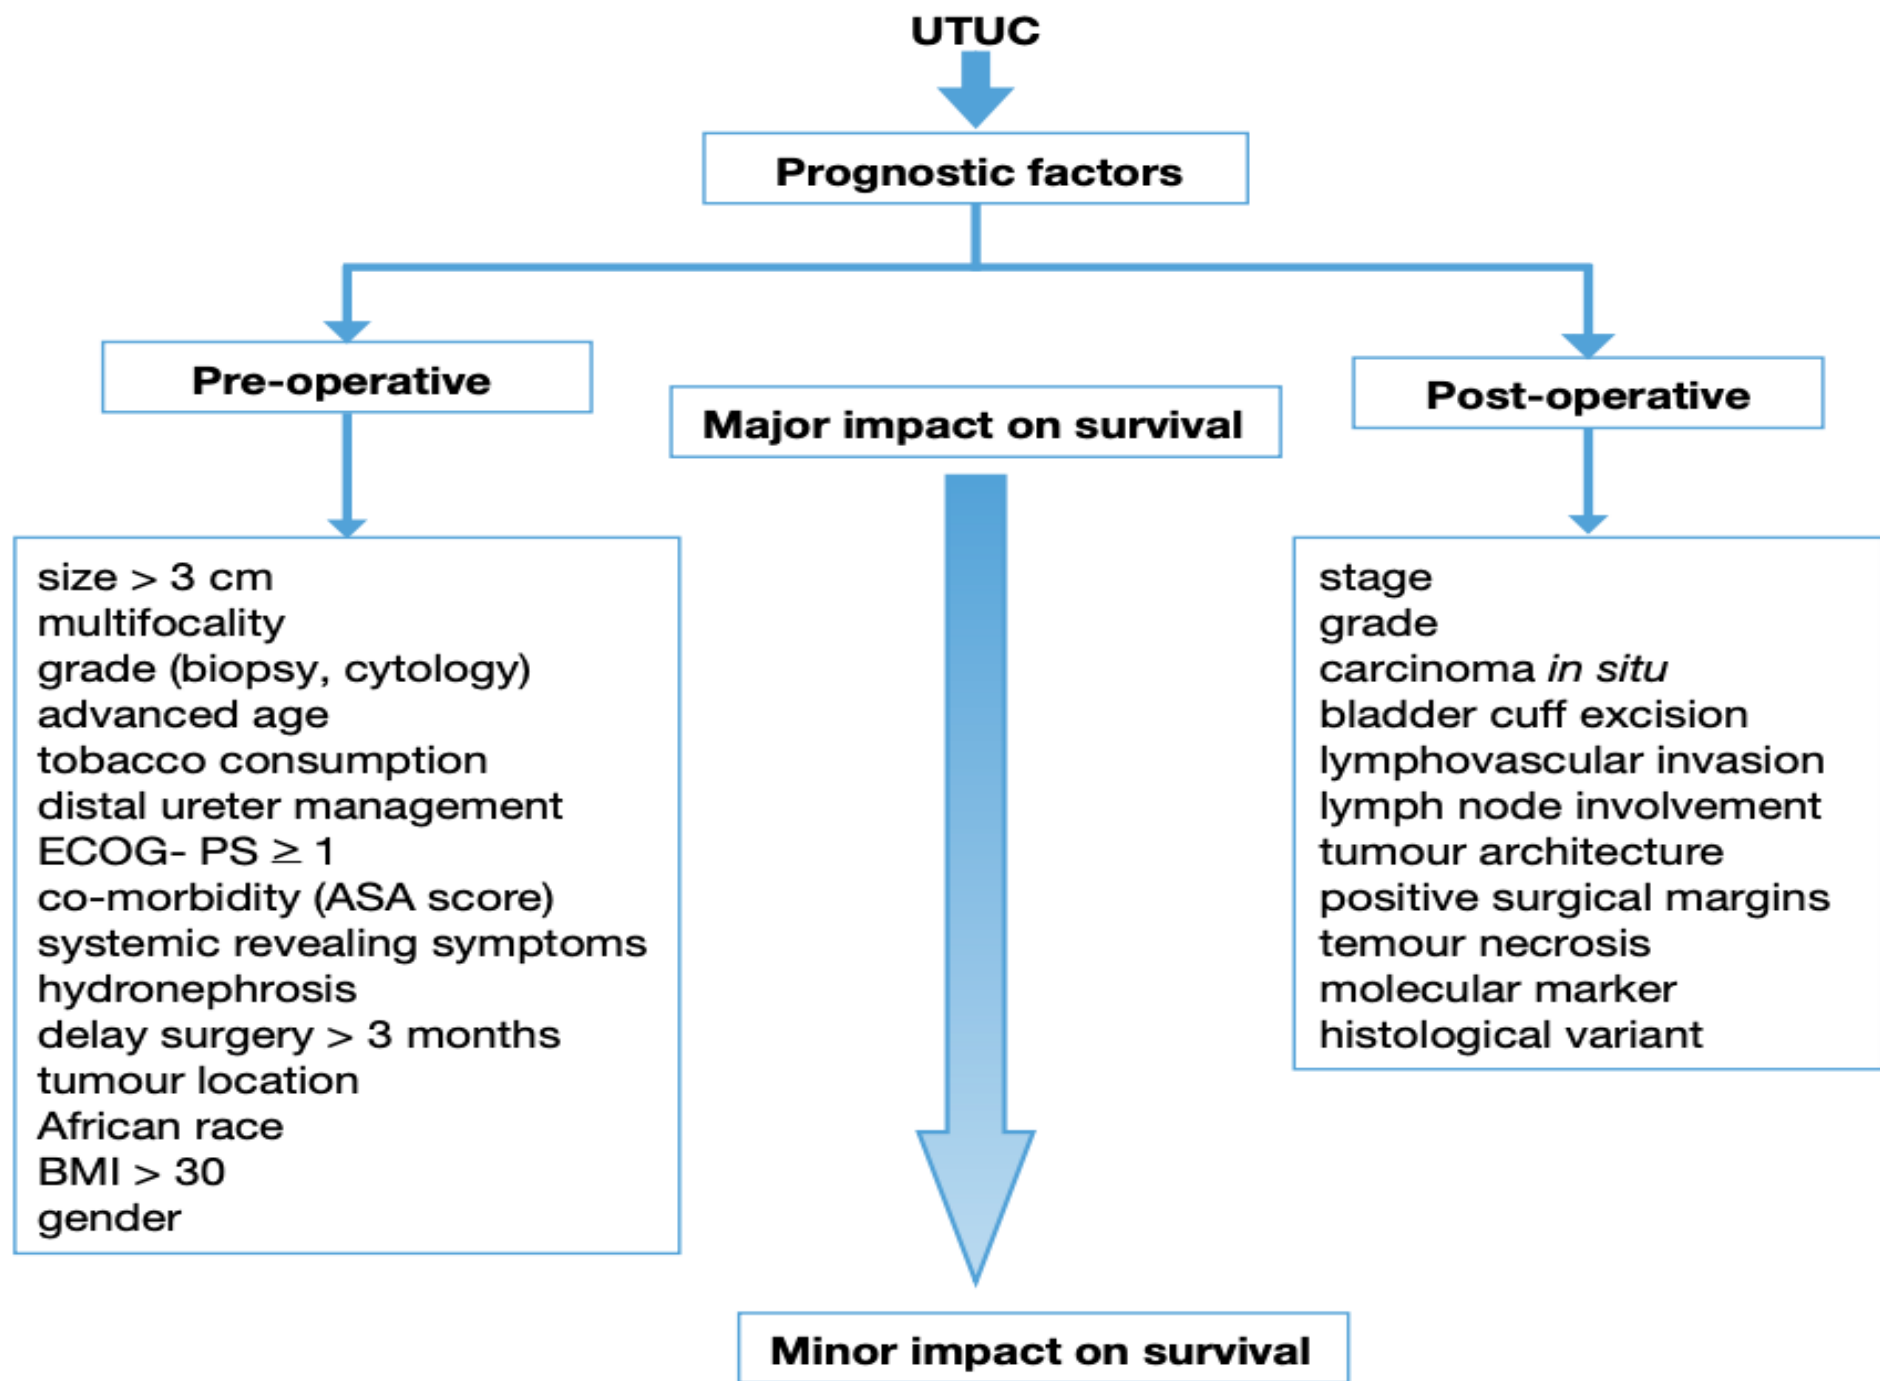 UTUC
Prognostic factors
Pre-operative
Major impact on survival
Post-operative
size > 3 cm
multifocality
grade (biopsy, cytology)
advanced age
tobacco consumption
distal ureter management
ECOG- PS ≥ 1
co-morbidity (ASA score)
systemic revealing symptoms
hydronephrosis
delay surgery > 3 months
tumour location
African race
BMI > 30
gender
stage
grade
carcinoma in situ
bladder cuff excision
lymphovascular invasion
lymph node involvement
tumour architecture
positive surgical margins
temour necrosis
molecular marker
histological variant
Minor impact on survival